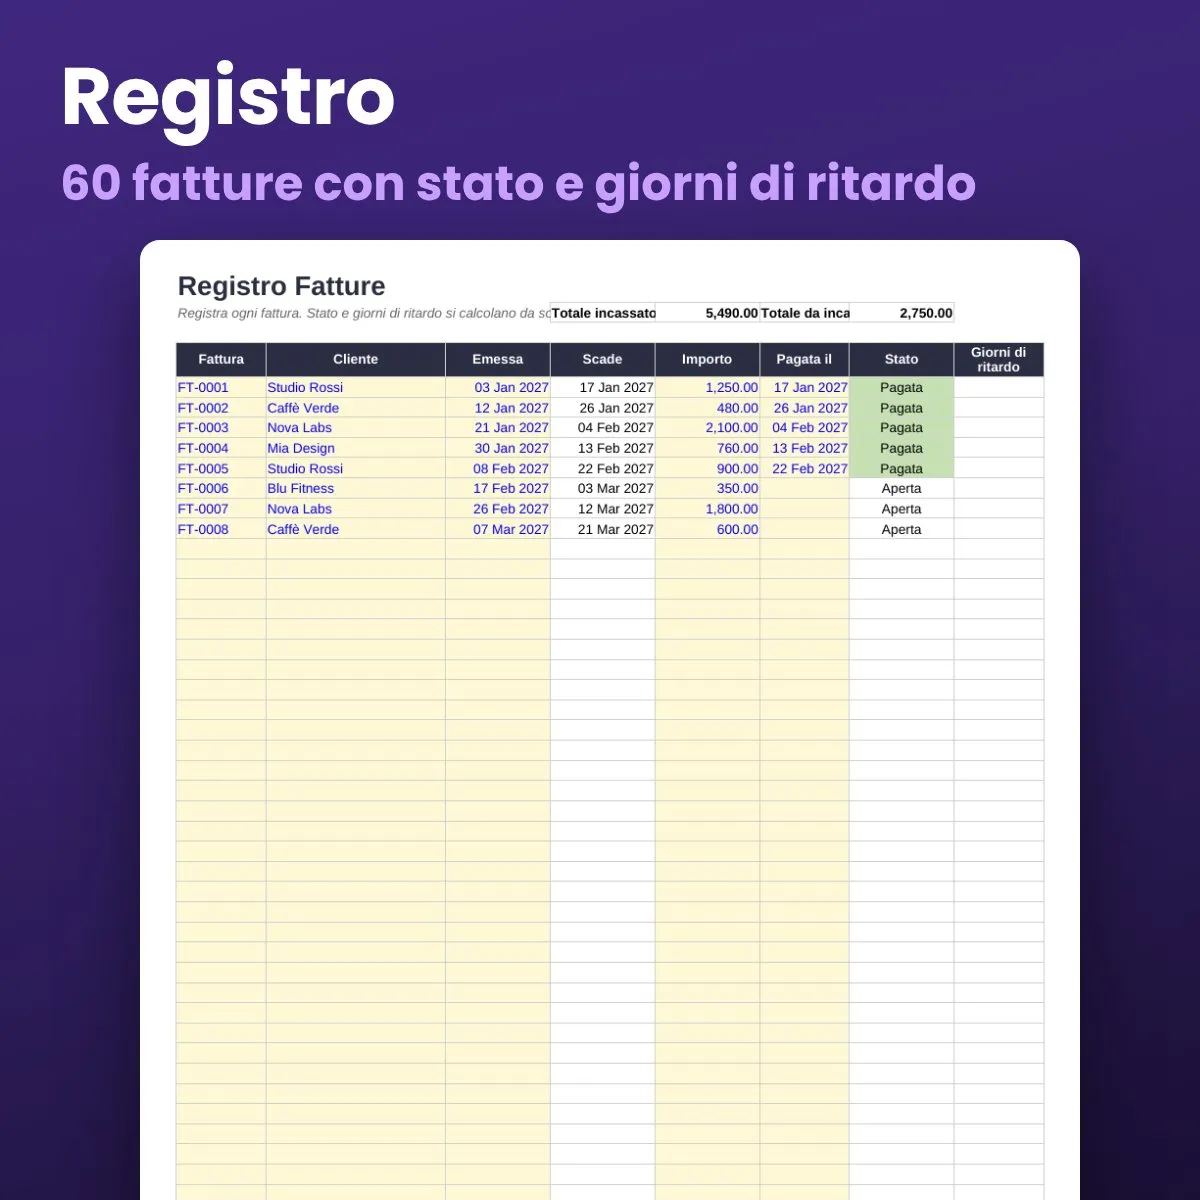 Registro
60 fatture con stato e giorni di ritardo
Registro Fatture
Registra ogni fattura. Stato e giorni di ritardo si calcolano da Totale incassato 5,490.00 Totale da inca 2,750.00
Fattura Cliente Emessa Scade Importo Pagata il Stato Giorni di ritardo
FT-0001 Studio Rossi 03 Jan 2027 17 Jan 2027 1,250.00 17 Jan 2027 Pagata
FT-0002 Caffè Verde 12 Jan 2027 26 Jan 2027 480.00 26 Jan 2027 Pagata
FT-0003 Nova Labs 21 Jan 2027 04 Feb 2027 2,100.00 04 Feb 2027 Pagata
FT-0004 Mia Design 30 Jan 2027 13 Feb 2027 760.00 13 Feb 2027 Pagata
FT-0005 Studio Rossi 08 Feb 2027 22 Feb 2027 900.00 22 Feb 2027 Pagata
FT-0006 Blu Fitness 17 Feb 2027 03 Mar 2027 350.00 Aperta
FT-0007 Nova Labs 26 Feb 2027 12 Mar 2027 1,800.00 Aperta
FT-0008 Caffè Verde 07 Mar 2027 21 Mar 2027 600.00 Aperta